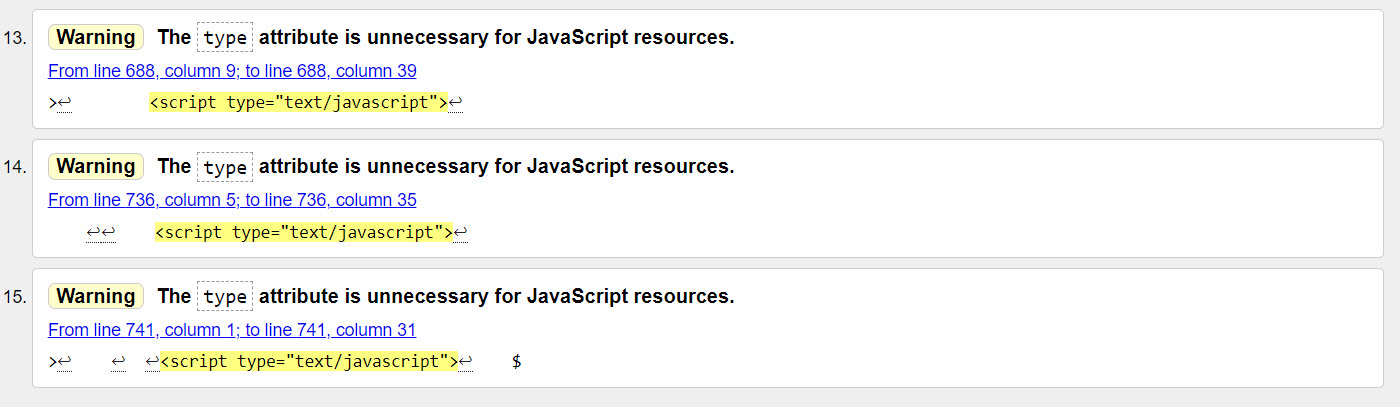 13. Warning The type attribute is unnecessary for JavaScript resources.
From line 688, column 9; to line 688, column 39
>↩ <script type="text/javascript">↩
14. Warning The type attribute is unnecessary for JavaScript resources.
From line 736, column 5; to line 736, column 35
↩↩ <script type="text/javascript">↩
15. Warning The type attribute is unnecessary for JavaScript resources.
From line 741, column 1; to line 741, column 31
>↩ ↩ ↩<script type="text/javascript">↩ $